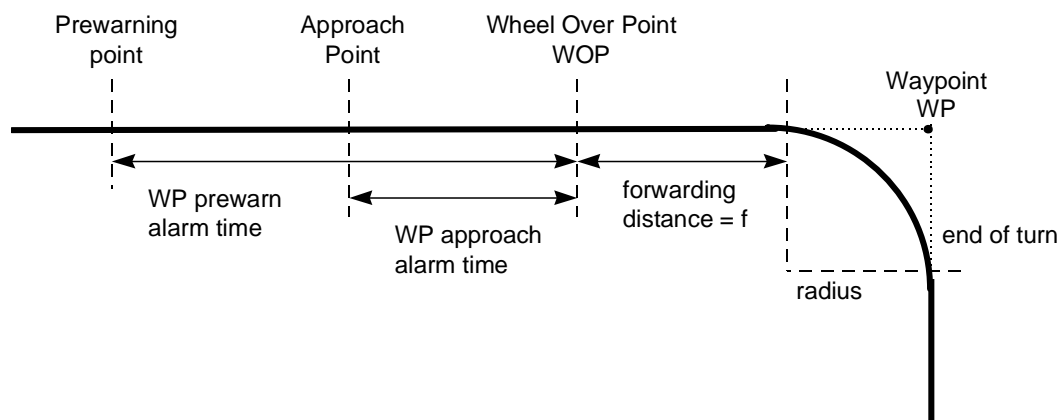 Prewarning
point
Approach
Point
Wheel Over Point
WOP
Waypoint
WP
WP prewarn
alarm time
WP approach
alarm time
forwarding
distance = f
end of turn
radius